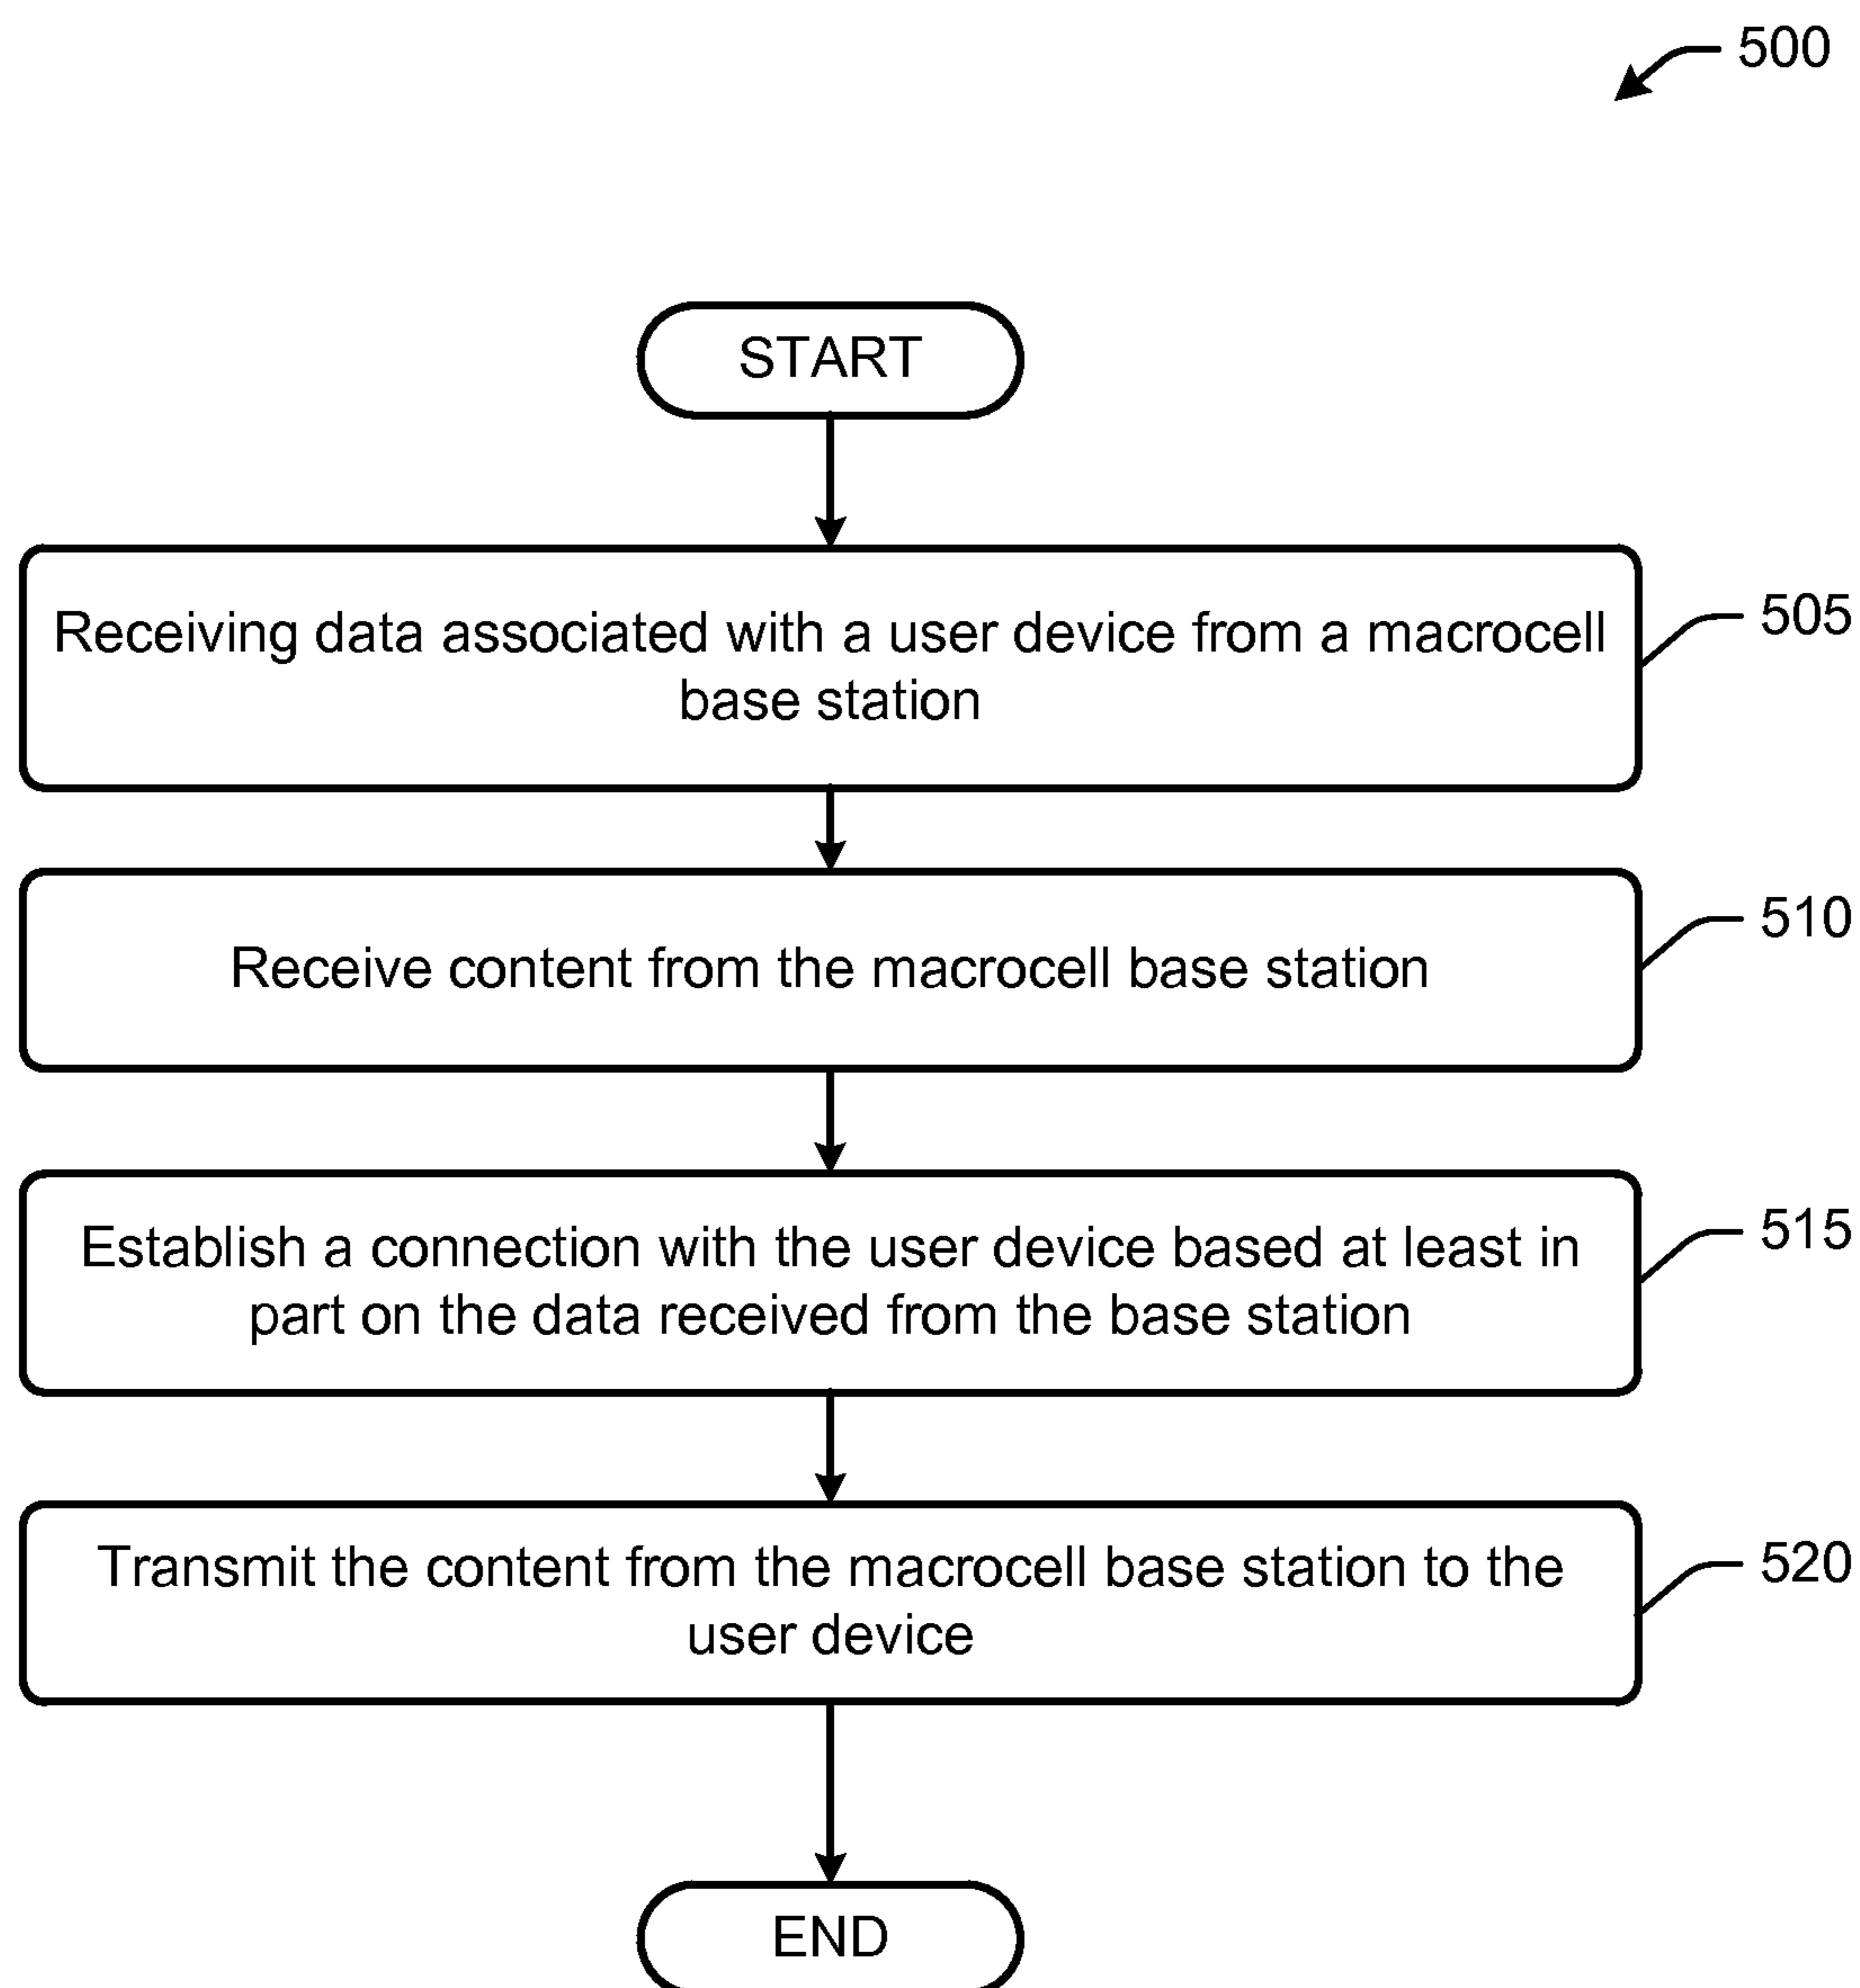 500
START
Receiving data associated with a user device from a macrocell
base station
505
Receive content from the macrocell base station
510
Establish a connection with the user device based at least in
part on the data received from the base station
515
Transmit the content from the macrocell base station to the
user device
520
END